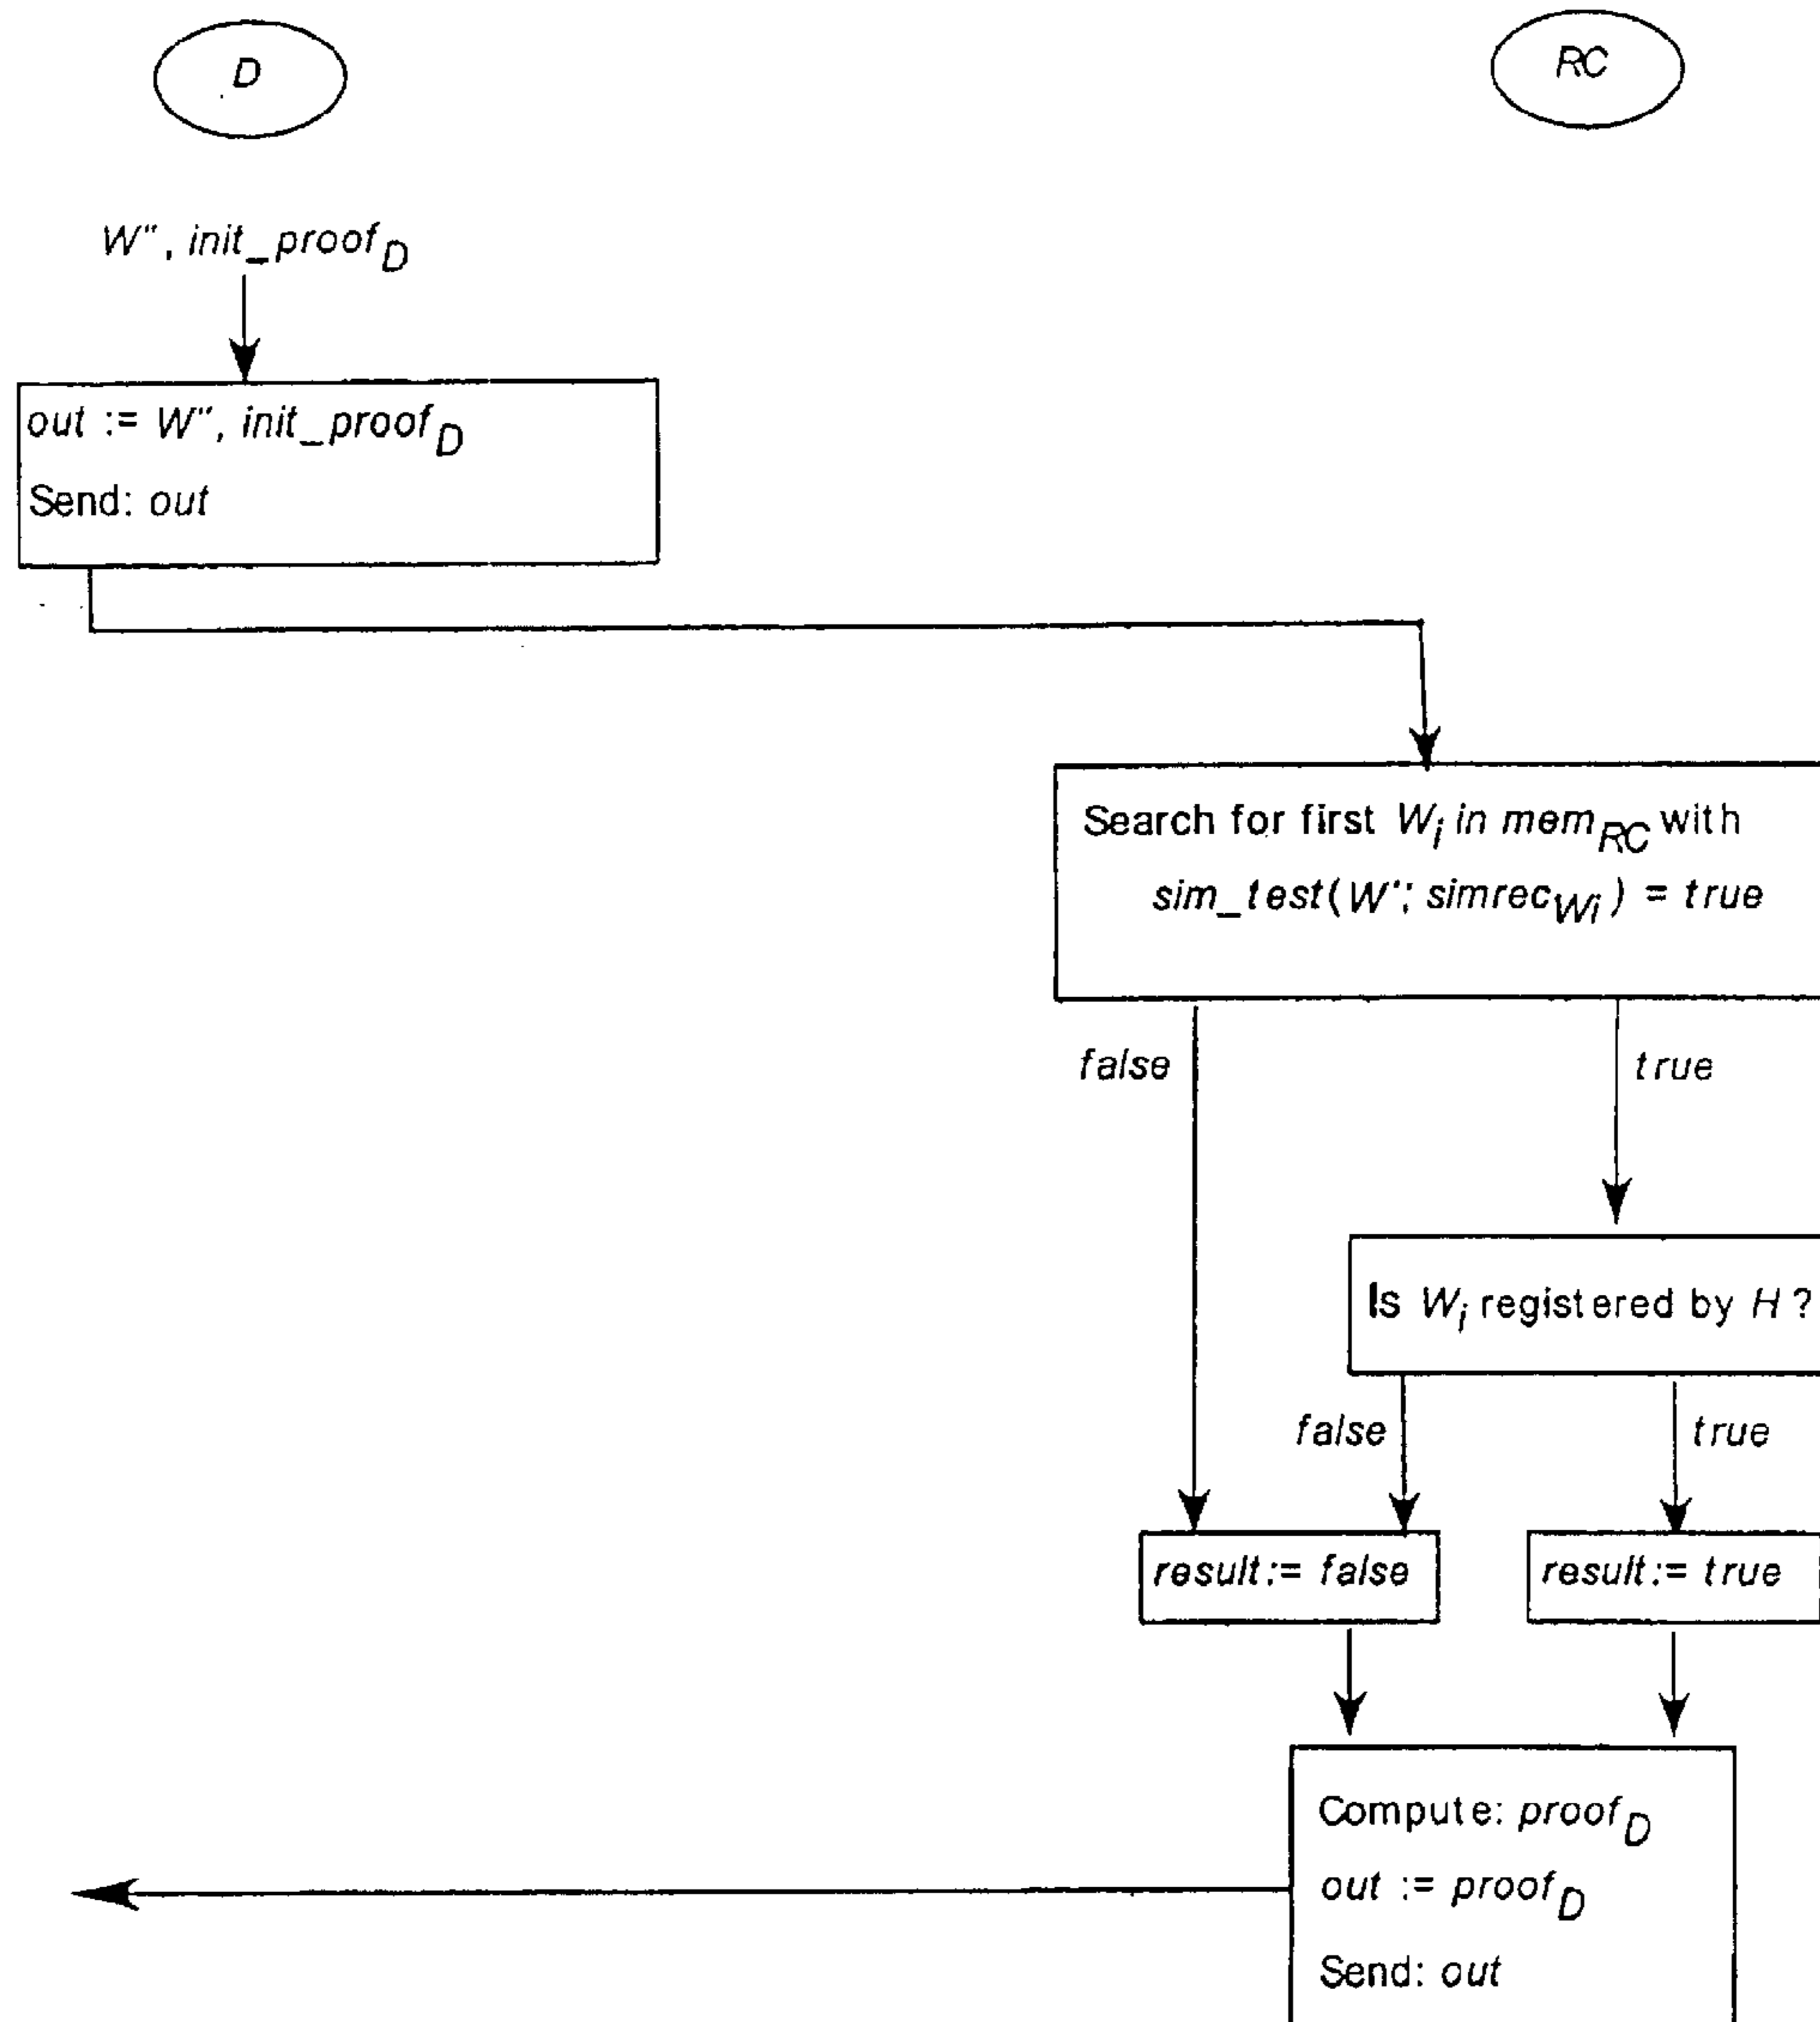 D
RC
W", init_proof_D
out := W", init_proof_D
Send: out
Search for first W_i in mem_RC with
sim_test(W"; simrec_Wi) = true
false
true
Is W_i registered by H?
false
true
result:= false
result:= true
Compute: proof_D
out := proof_D
Send: out